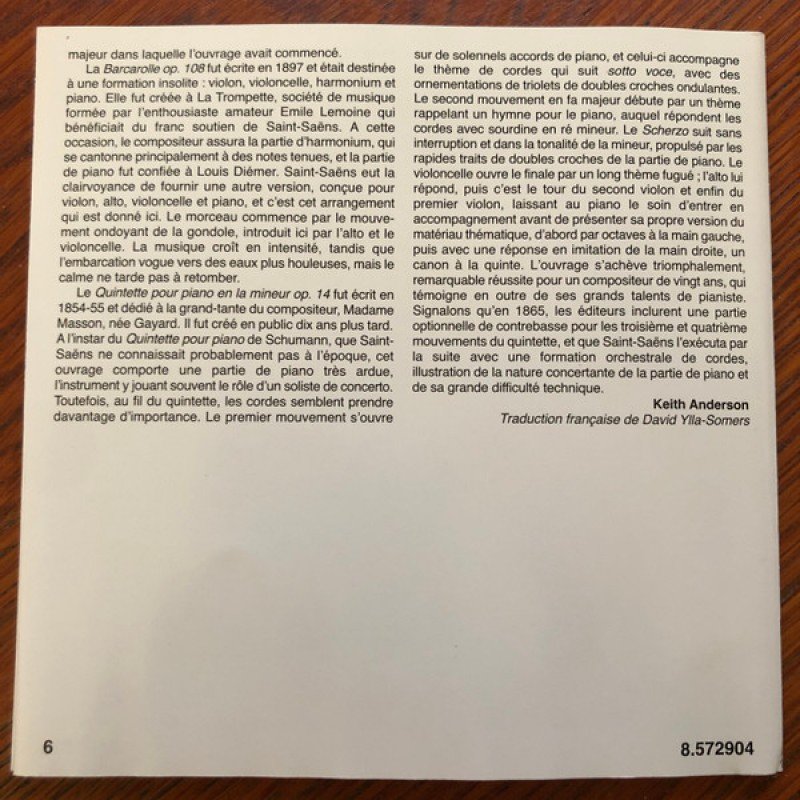 majeur dans laquelle l'ouvrage avait commencé.
La Barcarolle op. 108 fut écrite en 1897 et était destinée
à une formation insolite : violon, violoncelle, harmonium et
piano. Elle fut créée à La Trompette, société de musique
formée par l'enthousiaste amateur Emile Lemoine qui
bénéficiait du franc soutien de Saint-Saëns. A cette
occasion, le compositeur assura la partie d'harmonium, qui
se cantonne principalement à des notes tenues, et la partie
de piano fut confiée à Louis Diémer. Saint-Saëns eut la
clairvoyance de fournir une autre version, conçue pour
violon, alto, violoncelle et piano, et c'est cet arrangement
qui est donné ici. Le morceau commence par le mouve-
ment ondoyant de la gondole, introduit ici par l'alto et le
violoncelle. La musique croît en intensité, tandis que
l'embarcation vogue vers des eaux plus houleuses, mais le
calme ne tarde pas à retomber.
Le Quintette pour piano en la mineur op. 14 fut écrit en
1854-55 et dédié à la grand-tante du compositeur, Madame
Masson, née Gayard. Il fut créé en public dix ans plus tard.
A l'instar du Quintette pour piano de Schumann, que Saint-
Saëns ne connaissait probablement pas à l'époque, cet
ouvrage comporte une partie de piano très ardue,
l'instrument y jouant souvent le rôle d'un soliste de concerto.
Toutefois, au fil du quintette, les cordes semblent prendre
davantage d'importance. Le premier mouvement s'ouvre
sur de solennels accords de piano, et celui-ci accompagne
le thème de cordes qui suit sotto voce, avec des
ornementations de triolets de doubles croches ondulantes.
Le second mouvement en fa majeur débute par un thème
rappelant un hymne pour le piano, auquel répondent les
cordes avec sourdine en ré mineur. Le Scherzo suit sans
interruption et dans la tonalité de la mineur, propulsé par les
rapides traits de doubles croches de la partie de piano. Le
violoncelle ouvre le finale par un long thème fugué ; l'alto lui
répond, puis c'est le tour du second violon et enfin du
premier violon, laissant au piano le soin d'entrer en
accompagnement avant de présenter sa propre version du
matériau thématique, d'abord par octaves à la main gauche,
puis avec une réponse en imitation de la main droite, un
canon à la quinte. L'ouvrage s'achève triomphalement,
remarquable réussite pour un compositeur de vingt ans, qui
témoigne en outre de ses grands talents de pianiste.
Signalons qu'en 1865, les éditeurs inclurent une partie
optionnelle de contrebasse pour les troisième et quatrième
mouvements du quintette, et que Saint-Saëns l'exécuta par
la suite avec une formation orchestrale de cordes,
illustration de la nature concertante de la partie de piano et
de sa grande difficulté technique.
Keith Anderson
Traduction française de David Ylla-Somers
6
8.572904